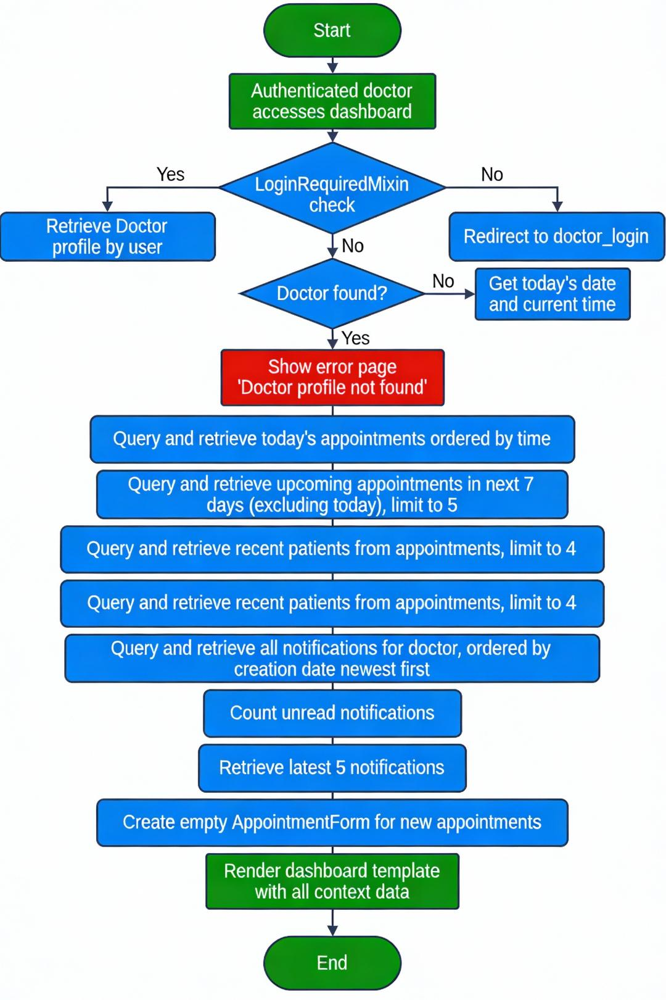 Start
Authenticated doctor
accesses dashboard
Yes
No
LoginRequiredMixin
check
Retrieve Doctor
profile by user
Redirect to doctor_login
No
Doctor found?
No
Get today's date
and current time
Yes
Show error page
'Doctor profile not found'
Query and retrieve today's appointments ordered by time
Query and retrieve upcoming appointments in next 7
days (excluding today), limit to 5
Query and retrieve recent patients from appointments, limit to 4
Query and retrieve recent patients from appointments, limit to 4
Query and retrieve all notifications for doctor, ordered by
creation date newest first
Count unread notifications
Retrieve latest 5 notifications
Create empty AppointmentForm for new appointments
Render dashboard template
with all context data
End